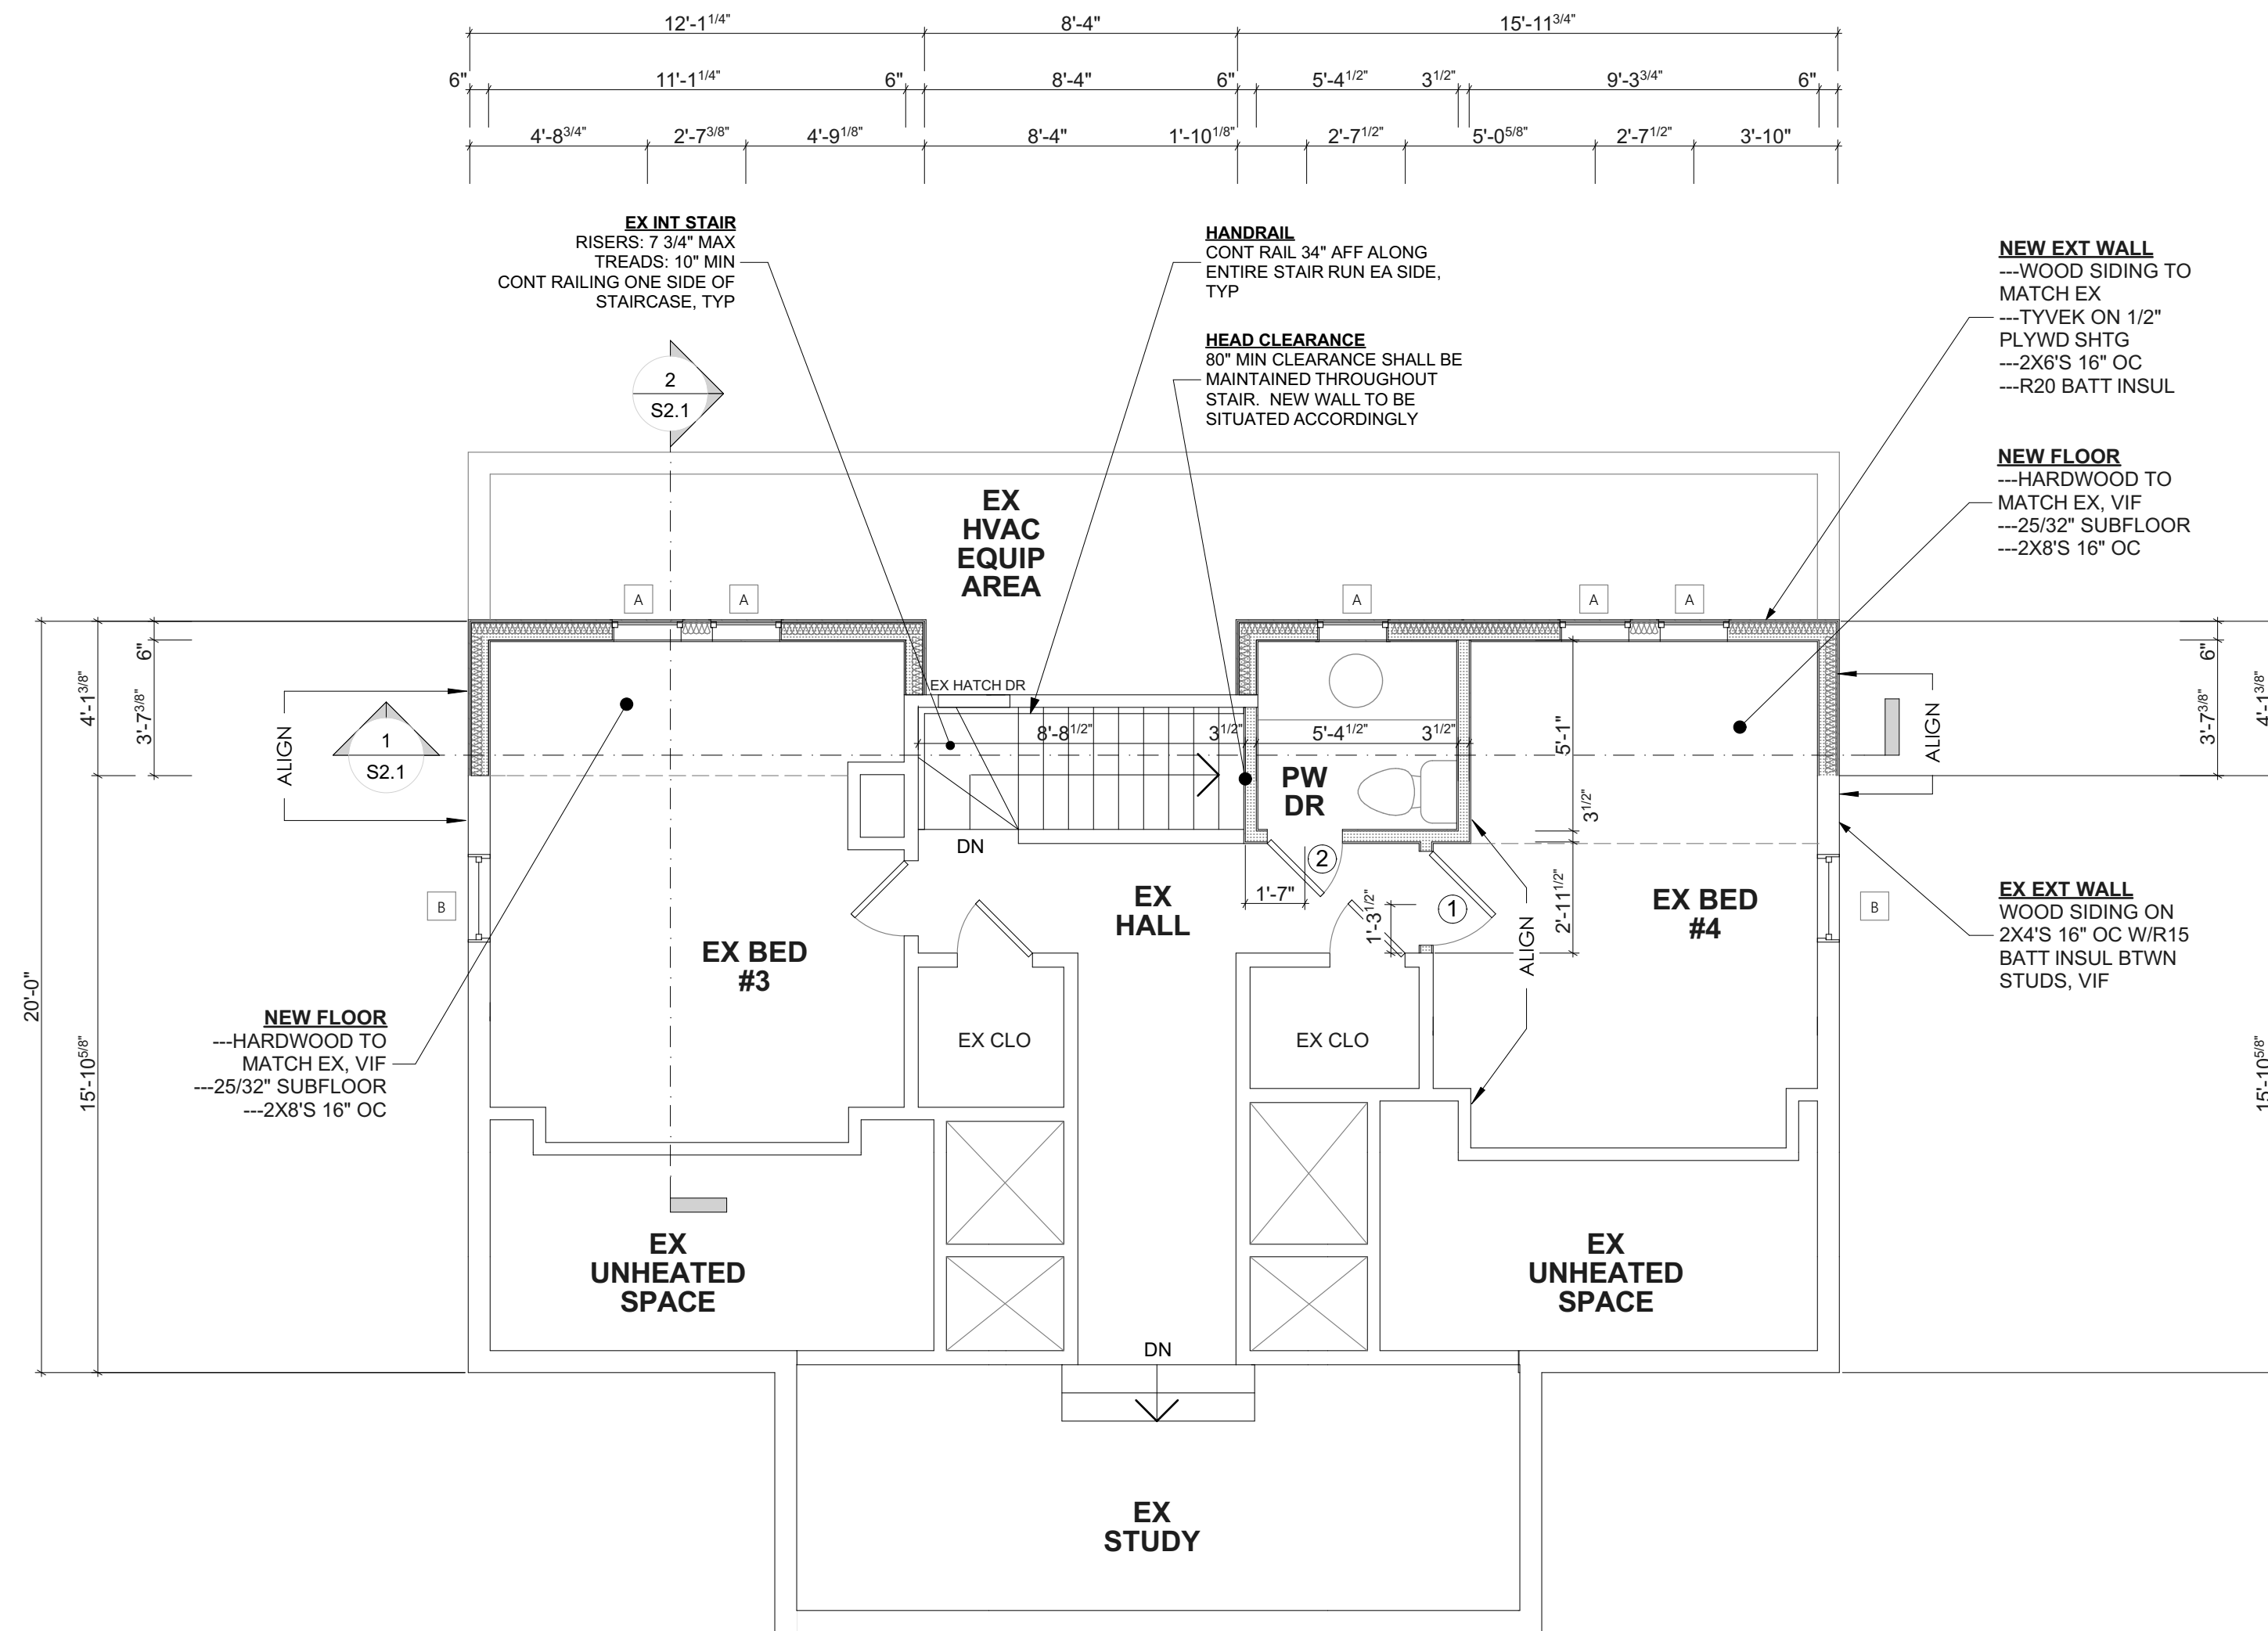 12'-1 1/4"
8'-4"
15'-11 3/4"
6"
11'-1 1/4"
6"
8'-4"
6"
5'-4 1/2"
3 1/2"
9'-3 3/4"
6"
4'-8 3/4"
2'-7 3/8"
4'-9 1/8"
8'-4"
1'-10 1/8"
2'-7 1/2"
5'-0 5/8"
2'-7 1/2"
3'-10"
EX INT STAIR
RISERS: 7 3/4" MAX
TREADS: 10" MIN
CONT RAILING ONE SIDE OF
STAIRCASE, TYP
HANDRAIL
CONT RAIL 34" AFF ALONG
ENTIRE STAIR RUN EA SIDE,
TYP
HEAD CLEARANCE
80" MIN CLEARANCE SHALL BE
MAINTAINED THROUGHOUT
STAIR. NEW WALL TO BE
SITUATED ACCORDINGLY
NEW EXT WALL
---WOOD SIDING TO
MATCH EX
---TYVEK ON 1/2"
PLYWD SHTG
---2X6'S 16" OC
---R20 BATT INSUL
NEW FLOOR
---HARDWOOD TO
MATCH EX, VIF
---25/32" SUBFLOOR
---2X8'S 16" OC
2
S2.1
EX
HVAC
EQUIP
AREA
A
A
A
A
A
20'-0"
4'-1 3/8"
15'-10 5/8"
6"
3'-7 3/8"
ALIGN
1
S2.1
EX HATCH DR
8'-8 1/2"
3 1/2"
5'-4 1/2"
3 1/2"
5'-1"
3 1/2"
2'-11 1/2"
PW
DR
DN
2
1'-7"
1'-3 1/2"
1
ALIGN
EX
HALL
EX BED
#3
EX BED
#4
B
B
ALIGN
6"
3'-7 3/8"
4'-1 3/8"
15'-10 5/8"
EX EXT WALL
WOOD SIDING ON
2X4'S 16" OC W/R15
BATT INSUL BTWN
STUDS, VIF
NEW FLOOR
---HARDWOOD TO
MATCH EX, VIF
---25/32" SUBFLOOR
---2X8'S 16" OC
EX CLO
EX CLO
EX
UNHEATED
SPACE
EX
UNHEATED
SPACE
DN
EX
STUDY